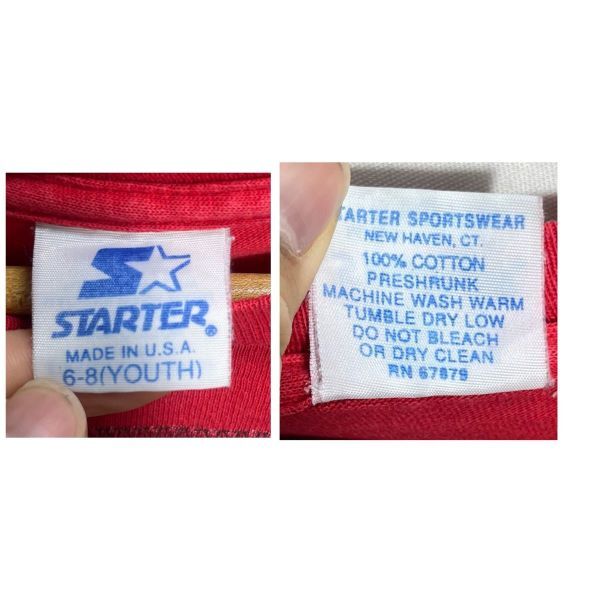 STARTER®
MADE IN U.S.A.
6-8(YOUTH)
TARTER SPORTSWEAR
NEW HAVEN, CT.
100% COTTON
PRESHRUNK
MACHINE WASH WARM
TUMBLE DRY LOW
DO NOT BLEACH
OR DRY CLEAN
RN 67879